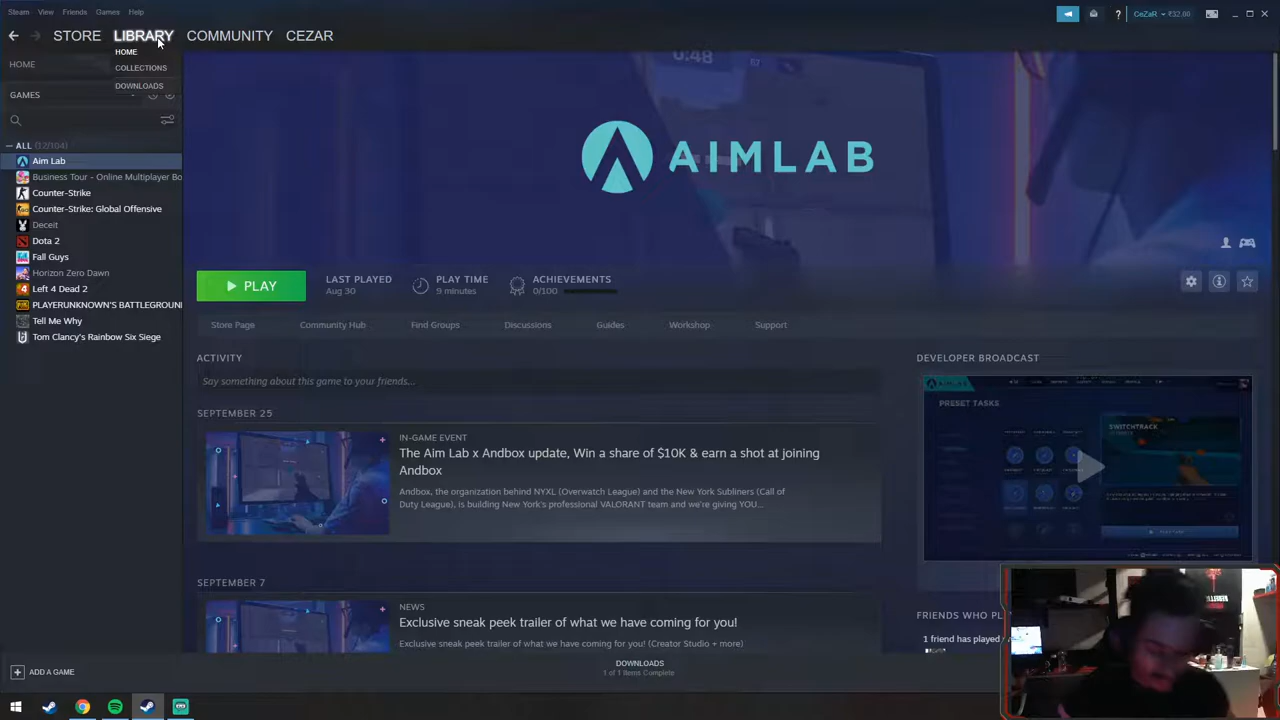 Steam View Friends Games Help
? CeZaR ₹32.00
STORE LIBRARY COMMUNITY CEZAR
HOME
HOME
COLLECTIONS
DOWNLOADS
GAMES
ALL (12/104)
Aim Lab
Business Tour - Online Multiplayer Bo
Counter-Strike
Counter-Strike: Global Offensive
Deceit
Dota 2
Fall Guys
Horizon Zero Dawn
Left 4 Dead 2
PLAYERUNKNOWN'S BATTLEGROUN
Tell Me Why
Tom Clancy's Rainbow Six Siege
0:48
AIMLAB
PLAY
LAST PLAYED
Aug 30
PLAY TIME
9 minutes
ACHIEVEMENTS
0/100
Store Page Community Hub Find Groups Discussions Guides Workshop Support
ACTIVITY
Say something about this game to your friends...
SEPTEMBER 25
IN-GAME EVENT
The Aim Lab x Andbox update, Win a share of $10K & earn a shot at joining
Andbox
Andbox, the organization behind NYXL (Overwatch League) and the New York Subliners (Call of
Duty League), is building New York's professional VALORANT team and we're giving YOU...
SEPTEMBER 7
NEWS
Exclusive sneak peek trailer of what we have coming for you!
Exclusive sneak peek trailer of what we have coming for you! (Creator Studio + more)
DEVELOPER BROADCAST
PRESET TASKS
SWITCHTRACK
FRIENDS WHO PL
1 friend has played
ADD A GAME
DOWNLOADS
1 of 1 Items Complete